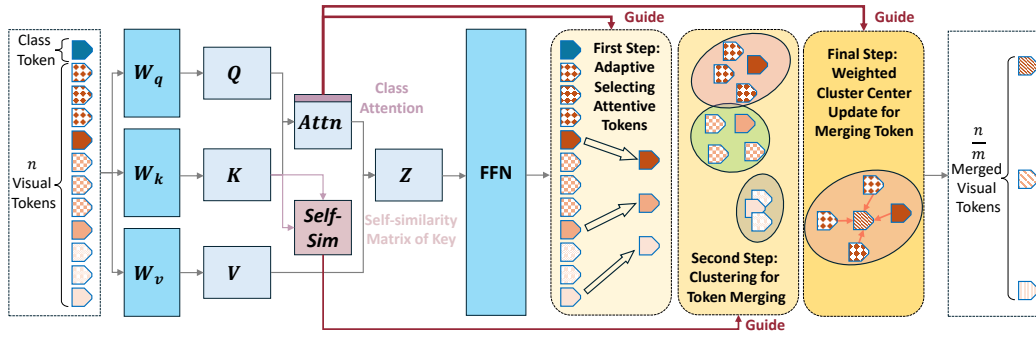 Guide
Guide
Class
Token
n
Visual
Tokens
W_q
W_k
W_v
Q
K
V
Class
Attention
Attn
Self-
Sim
Z
Self-similarity
Matrix of Key
FFN
First Step:
Adaptive
Selecting
Attentive
Tokens
Second Step:
Clustering for
Token Merging
Guide
Final Step:
Weighted
Cluster Center
Update for
Merging Token
n
m
Merged
Visual
Tokens